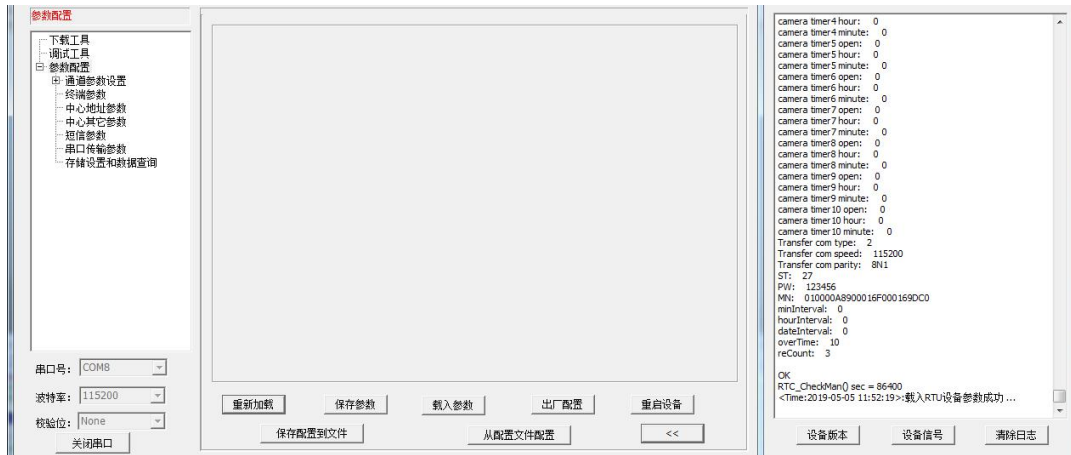 参数配置
下载工具
调试工具
参数配置
通道参数设置
终端参数
中心地址参数
中心其它参数
短信参数
串口传输参数
存储设置和数据查询
串口号: COM8
波特率: 115200
校验位: None
关闭串口
重新加载 保存参数 载入参数 出厂配置 重启设备
保存配置到文件 从配置文件配置 <<
camera timer4 hour: 0
camera timer4 minute: 0
camera timer5 open: 0
camera timer5 hour: 0
camera timer5 minute: 0
camera timer6 open: 0
camera timer6 hour: 0
camera timer6 minute: 0
camera timer7 open: 0
camera timer7 hour: 0
camera timer7 minute: 0
camera timer8 open: 0
camera timer8 hour: 0
camera timer8 minute: 0
camera timer9 open: 0
camera timer9 hour: 0
camera timer9 minute: 0
camera timer10 open: 0
camera timer10 hour: 0
camera timer10 minute: 0
Transfer com type: 2
Transfer com speed: 115200
Transfer com parity: 8N1
ST: 27
PW: 123456
MN: 010000A8900016F000169DC0
minInterval: 0
hourInterval: 0
dateInterval: 0
overTime: 10
reCount: 3
OK
RTC_CheckMan() sec = 86400
<Time:2019-05-05 11:52:19>:载入RTU设备参数成功 ...
设备版本 设备信号 清除日志